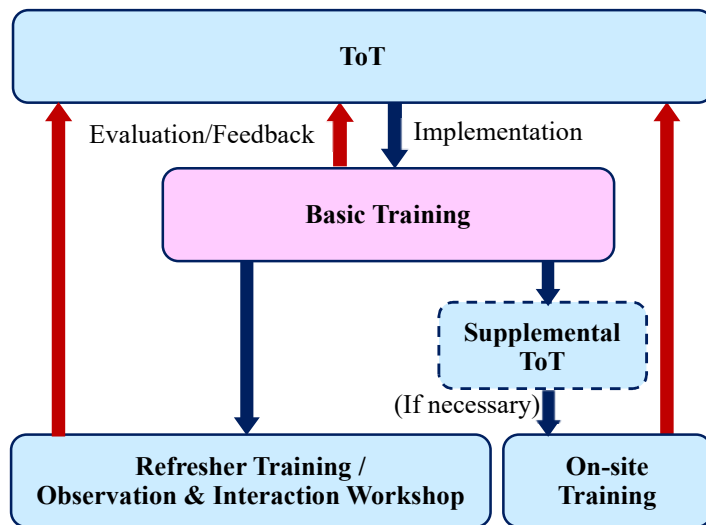 ToT
Evaluation/Feedback
Implementation
Basic Training
Supplemental
ToT
(If necessary)
Refresher Training /
Observation & Interaction Workshop
On-site
Training